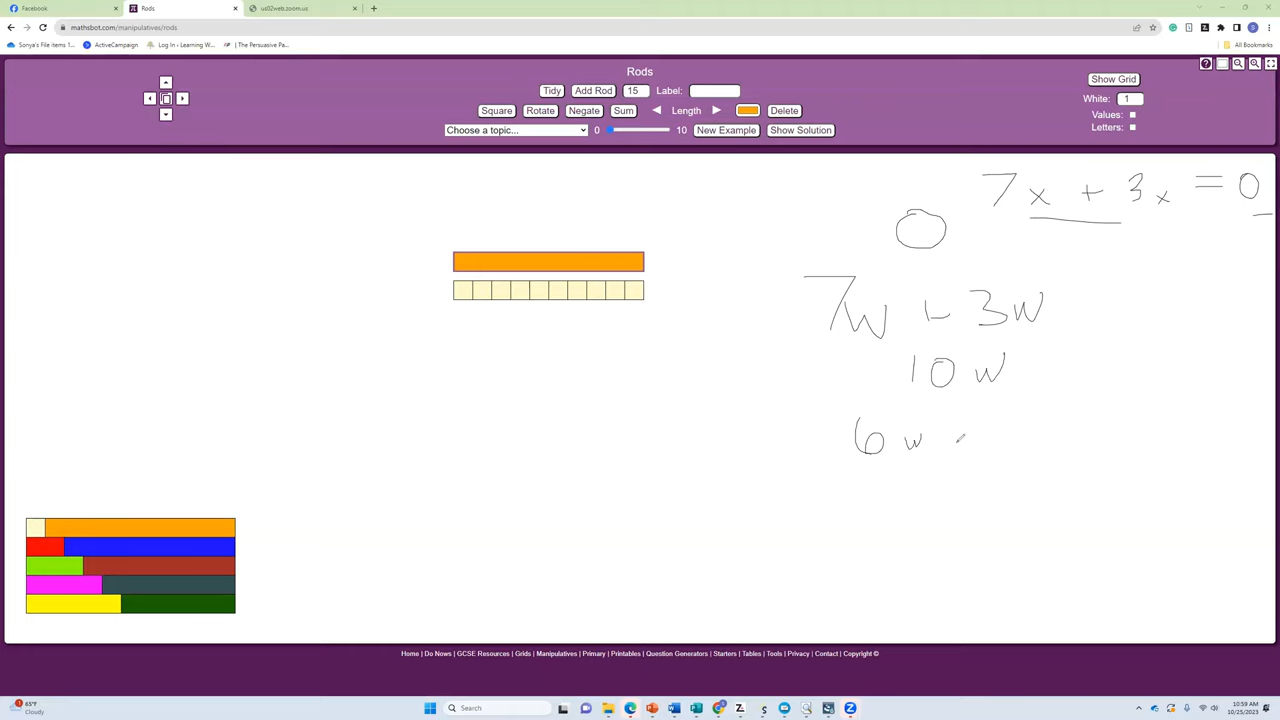 Facebook
Rods
us02web.zoom.us
mathsbot.com/manipulatives/rods
Sonya's File items 1...
ActiveCampaign
Log In ‹ Learning W...
The Persuasive Pa...
All Bookmarks
Rods
Tidy Add Rod 15 Label:
Square Rotate Negate Sum Length Delete
Choose a topic... 0 10 New Example Show Solution
Show Grid
White: 1
Values:
Letters:
7x + 3x = 0
O
7w + 3w
10 w
6 w
Home | Do Nows | GCSE Resources | Grids | Manipulatives | Primary | Printables | Question Generators | Starters | Tables | Tools | Privacy | Contact | Copyright ©
65°F
Cloudy
Search
10:59 AM
10/25/2023